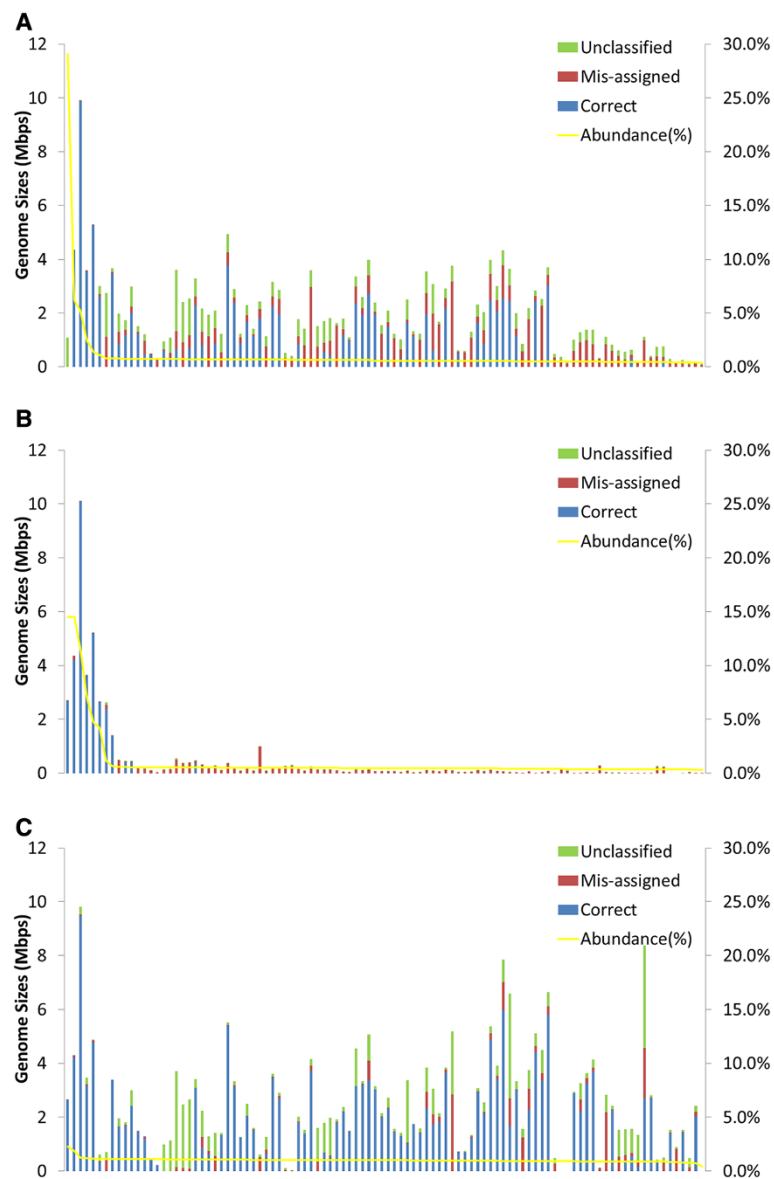 A
Genome Sizes (Mbps)
12
10
8
6
4
2
0
30.0%
25.0%
20.0%
15.0%
10.0%
5.0%
0.0%
Unclassified
Mis-assigned
Correct
Abundance(%)
B
Genome Sizes (Mbps)
12
10
8
6
4
2
0
30.0%
25.0%
20.0%
15.0%
10.0%
5.0%
0.0%
Unclassified
Mis-assigned
Correct
Abundance(%)
C
Genome Sizes (Mbps)
12
10
8
6
4
2
0
30.0%
25.0%
20.0%
15.0%
10.0%
5.0%
0.0%
Unclassified
Mis-assigned
Correct
Abundance(%)